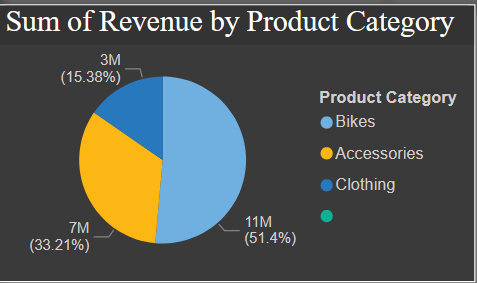 Sum of Revenue by Product Category
3M
(15.38%)
Product Category
Bikes
Accessories
Clothing
7M
(33.21%)
11M
(51.4%)